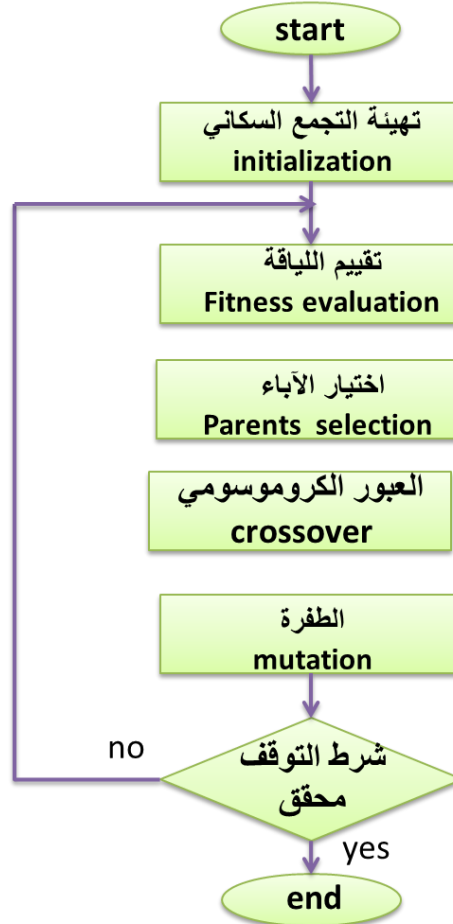 start
تهيئة التجمع السكاني
initialization
تقييم اللياقة
Fitness evaluation
اختيار الآباء
Parents selection
العبور الكروموسومي
crossover
الطفرة
mutation
no
شرط التوقف
محقق
yes
end